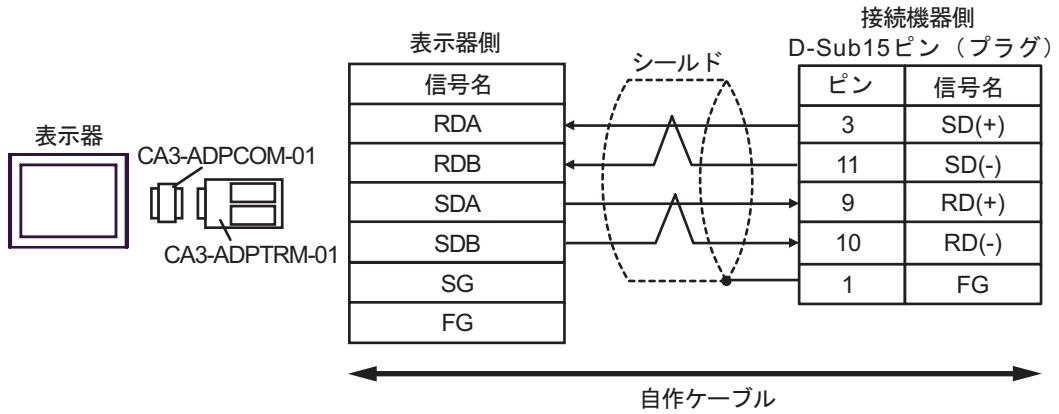 接続機器側
D-Sub15ピン（プラグ）
表示器側
シールド
信号名
ピン 信号名
RDA 3 SD(+)
RDB 11 SD(-)
SDA 9 RD(+)
SDB 10 RD(-)
SG 1 FG
FG
表示器
CA3-ADPCOM-01
CA3-ADPTRM-01
自作ケーブル